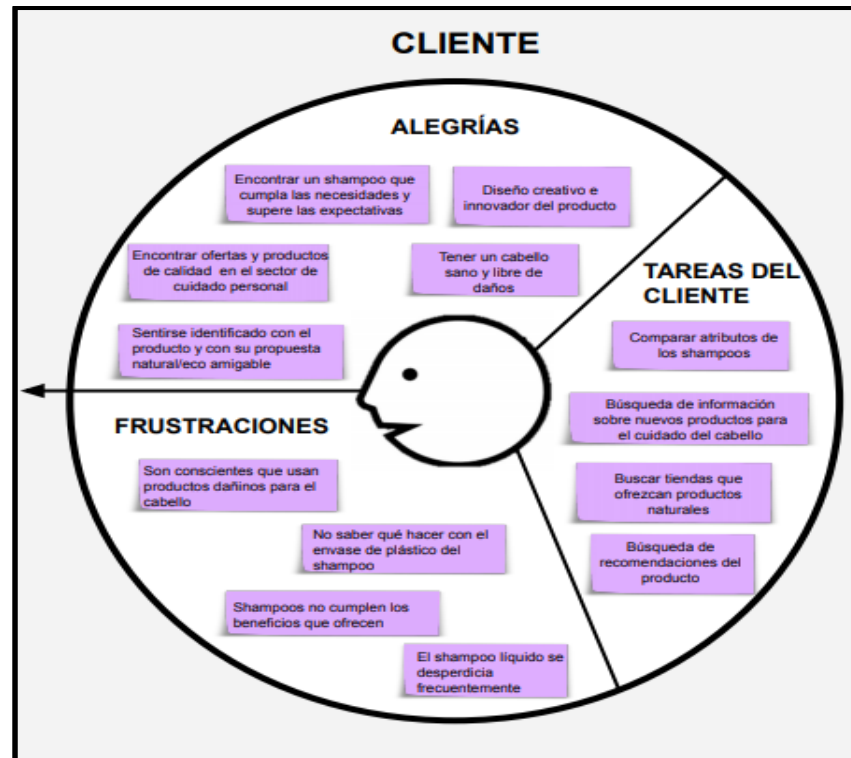 CLIENTE
ALEGRÍAS
Encontrar un shampoo que
cumpla las necesidades y
supere las expectativas
Diseño creativo e
innovador del producto
Encontrar ofertas y productos
de calidad en el sector de
cuidado personal
Tener un cabello
sano y libre de
daños
Sentirse identificado con el
producto y con su propuesta
natural/eco amigable
TAREAS DEL
CLIENTE
Comparar atributos de
los shampoos
Búsqueda de información
sobre nuevos productos para
el cuidado del cabello
Buscar tiendas que
ofrezcan productos
naturales
Búsqueda de
recomendaciones del
producto
FRUSTRACIONES
Son conscientes que usan
productos dañinos para el
cabello
No saber qué hacer con el
envase de plástico del
shampoo
Shampoos no cumplen los
beneficios que ofrecen
El shampoo líquido se
desperdicia
frecuentemente